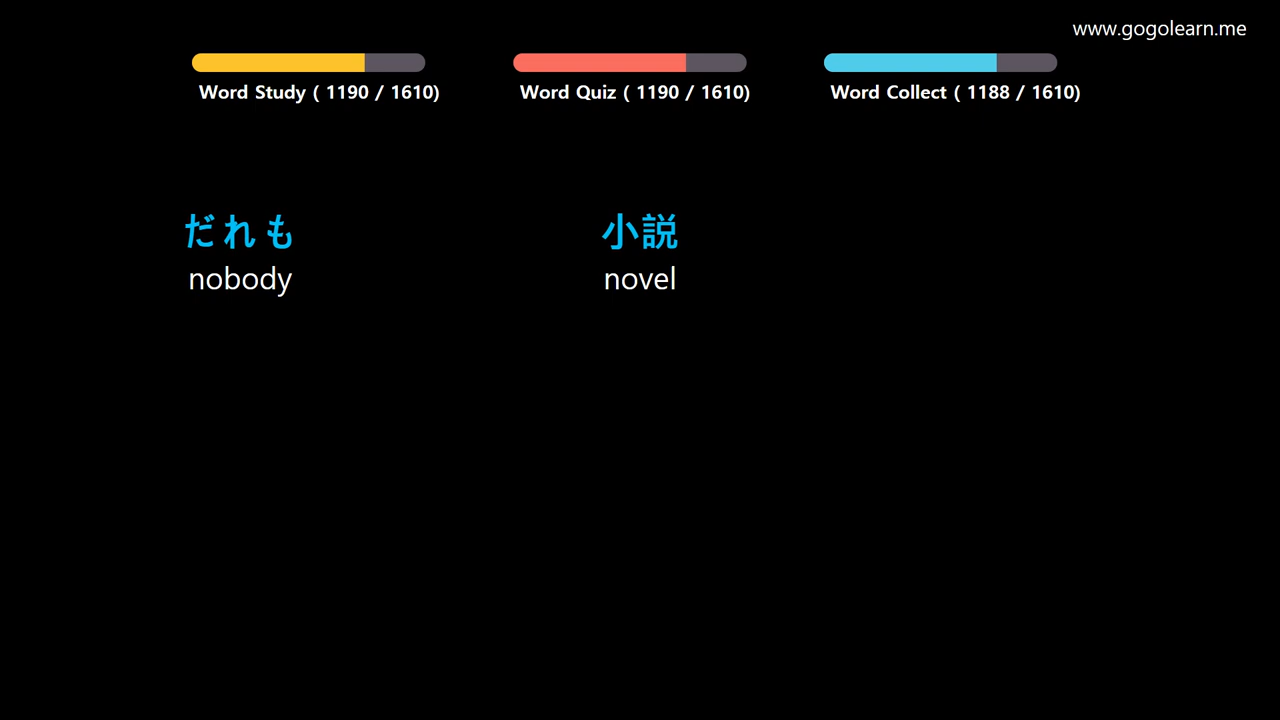 www.gogolearn.me
Word Study ( 1190 / 1610)
Word Quiz ( 1190 / 1610)
Word Collect ( 1188 / 1610)
だれも
nobody
小説
novel